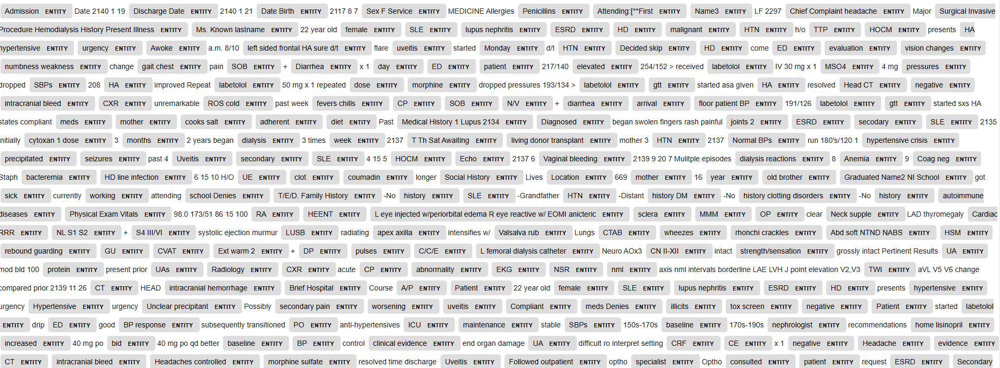 Admission ENTITY Date 2140 1 19 Discharge Date ENTITY 2140 1 21 Date Birth ENTITY 2117 8 7 Sex F Service ENTITY MEDICINE Allergies Penicillins ENTITY Attending:[**First ENTITY Name3 ENTITY LF 2297 Chief Complaint headache ENTITY Major Surgical Invasive
Procedure Hemodialysis History Present Illness ENTITY Ms. Known lastname ENTITY 22 year old female ENTITY SLE ENTITY lupus nephritis ENTITY ESRD ENTITY HD ENTITY malignant ENTITY HTN ENTITY h/o TTP ENTITY HOCM ENTITY presents HA
hypertensive ENTITY urgency ENTITY Awoke ENTITY a.m. 8/10 left sided frontal HA sure d/t ENTITY flare uveitis ENTITY started Monday ENTITY d/t HTN ENTITY Decided skip ENTITY HD ENTITY come ED ENTITY evaluation ENTITY vision changes ENTITY
numbness weakness ENTITY change gait chest ENTITY pain SOB ENTITY + Diarrhea ENTITY x 1 day ENTITY ED ENTITY patient ENTITY 217/140 elevated ENTITY 254/152 > received labetolol ENTITY IV 30 mg x 1 MSO4 ENTITY 4 mg pressures ENTITY
dropped SBPs ENTITY 208 HA ENTITY improved Repeat labetolol ENTITY 50 mg x 1 repeated dose ENTITY morphine ENTITY dropped pressures 193/134 > labetolol ENTITY gtt ENTITY started asa given HA ENTITY resolved Head CT ENTITY negative ENTITY
intracranial bleed ENTITY CXR ENTITY unremarkable ROS cold ENTITY past week fevers chills ENTITY CP ENTITY SOB ENTITY N/V ENTITY + diarrhea ENTITY arrival ENTITY floor patient BP ENTITY 191/126 labetolol ENTITY gtt ENTITY started sxs HA
states compliant meds ENTITY mother ENTITY cooks salt ENTITY adherent ENTITY diet ENTITY Past Medical History 1 Lupus 2134 ENTITY Diagnosed ENTITY began swolen fingers rash painful joints 2 ENTITY ESRD ENTITY secodary ENTITY SLE ENTITY 2135
nitially cytoxan 1 dose ENTITY 3 months ENTITY 2 years began dialysis ENTITY 3 times week ENTITY 2137 T Th Sat Awaiting ENTITY living donor transplant ENTITY mother 3 HTN ENTITY 2137 Normal BPs ENTITY run 180's/120 1 hypertensive crisis ENTITY
precipitated ENTITY seizures ENTITY past 4 Uveitis ENTITY secondary ENTITY SLE ENTITY 4 15 5 HOCM ENTITY Echo ENTITY 2137 6 Vaginal bleeding ENTITY 2139 9 20 7 Mulitple episodes dialysis reactions ENTITY 8 Anemia ENTITY 9 Coag neg ENTITY
Staph bacteremia ENTITY HD line infection ENTITY 6 15 10 H/O UE ENTITY clot ENTITY coumadin ENTITY longer Social History ENTITY Lives Location ENTITY 669 mother ENTITY 16 year ENTITY old brother ENTITY Graduated Name2 NI School ENTITY got
sick ENTITY currently working ENTITY attending school Denies ENTITY T/E/D. Family History ENTITY -No history ENTITY SLE ENTITY -Grandfather HTN ENTITY -Distant history DM ENTITY -No history clotting disorders ENTITY -No history ENTITY autoimmune
diseases ENTITY Physical Exam Vitals ENTITY 98.0 173/51 86 15 100 RA ENTITY HEENT ENTITY L eye injected w/periorbital edema R eye reactive w/ EOMI anicteric ENTITY sclera ENTITY MMM ENTITY OP ENTITY clear Neck supple ENTITY LAD thyromegaly Cardiac
RRR ENTITY NL S1 S2 ENTITY + S4 III/VI ENTITY systolic ejection murmur LUSB ENTITY radiating apex axilla ENTITY intensifies w/ Valsalva rub ENTITY Lungs CTAB ENTITY wheezes ENTITY rhonchi crackles ENTITY Abd soft NTND NABS ENTITY HSM ENTITY
rebound guarding ENTITY GU ENTITY CVAT ENTITY Ext warm 2 ENTITY + DP ENTITY pulses ENTITY C/C/E ENTITY L femoral dialysis catheter ENTITY Neuro AOx3 CN II-XII ENTITY intact strength/sensation ENTITY grossly intact Pertinent Results UA ENTITY
mod bld 100 protein ENTITY present prior UAs ENTITY Radiology ENTITY CXR ENTITY acute CP ENTITY abnormality ENTITY EKG ENTITY NSR ENTITY nml ENTITY axis nml intervals borderline LAE LVH J point elevation V2,V3 TWI ENTITY aVL V5 V6 change
compared prior 2139 11 26 CT ENTITY HEAD intracranial hemorrhage ENTITY Brief Hospital ENTITY Course A/P ENTITY Patient ENTITY 22 year old female ENTITY SLE ENTITY lupus nephritis ENTITY ESRD ENTITY HD ENTITY presents hypertensive ENTITY
urgency Hypertensive ENTITY urgency Unclear precipitant ENTITY Possibly secondary pain ENTITY worsening ENTITY uveitis ENTITY Compliant ENTITY meds Denies ENTITY illicits ENTITY tox screen ENTITY negative ENTITY Patient ENTITY started labetolol
ENTITY drip ED ENTITY good BP response ENTITY subsequently transitioned PO ENTITY anti-hypertensives ICU ENTITY maintenance ENTITY stable SBPs ENTITY 150s-170s baseline ENTITY 170s-190s nephrologist ENTITY recommendations home lisinopril ENTITY
increased ENTITY 40 mg po bid ENTITY 40 mg po qd better baseline ENTITY BP ENTITY control clinical evidence ENTITY end organ damage UA ENTITY difficult ro interpret setting CRF ENTITY CE ENTITY x 1 negative ENTITY Headache ENTITY evidence ENTITY
CT ENTITY intracranial bleed ENTITY Headaches controlled ENTITY morphine sulfate ENTITY resolved time discharge Uveitis ENTITY Followed outpatient ENTITY optho specialist ENTITY Optho consulted ENTITY patient ENTITY request ESRD ENTITY Secondary